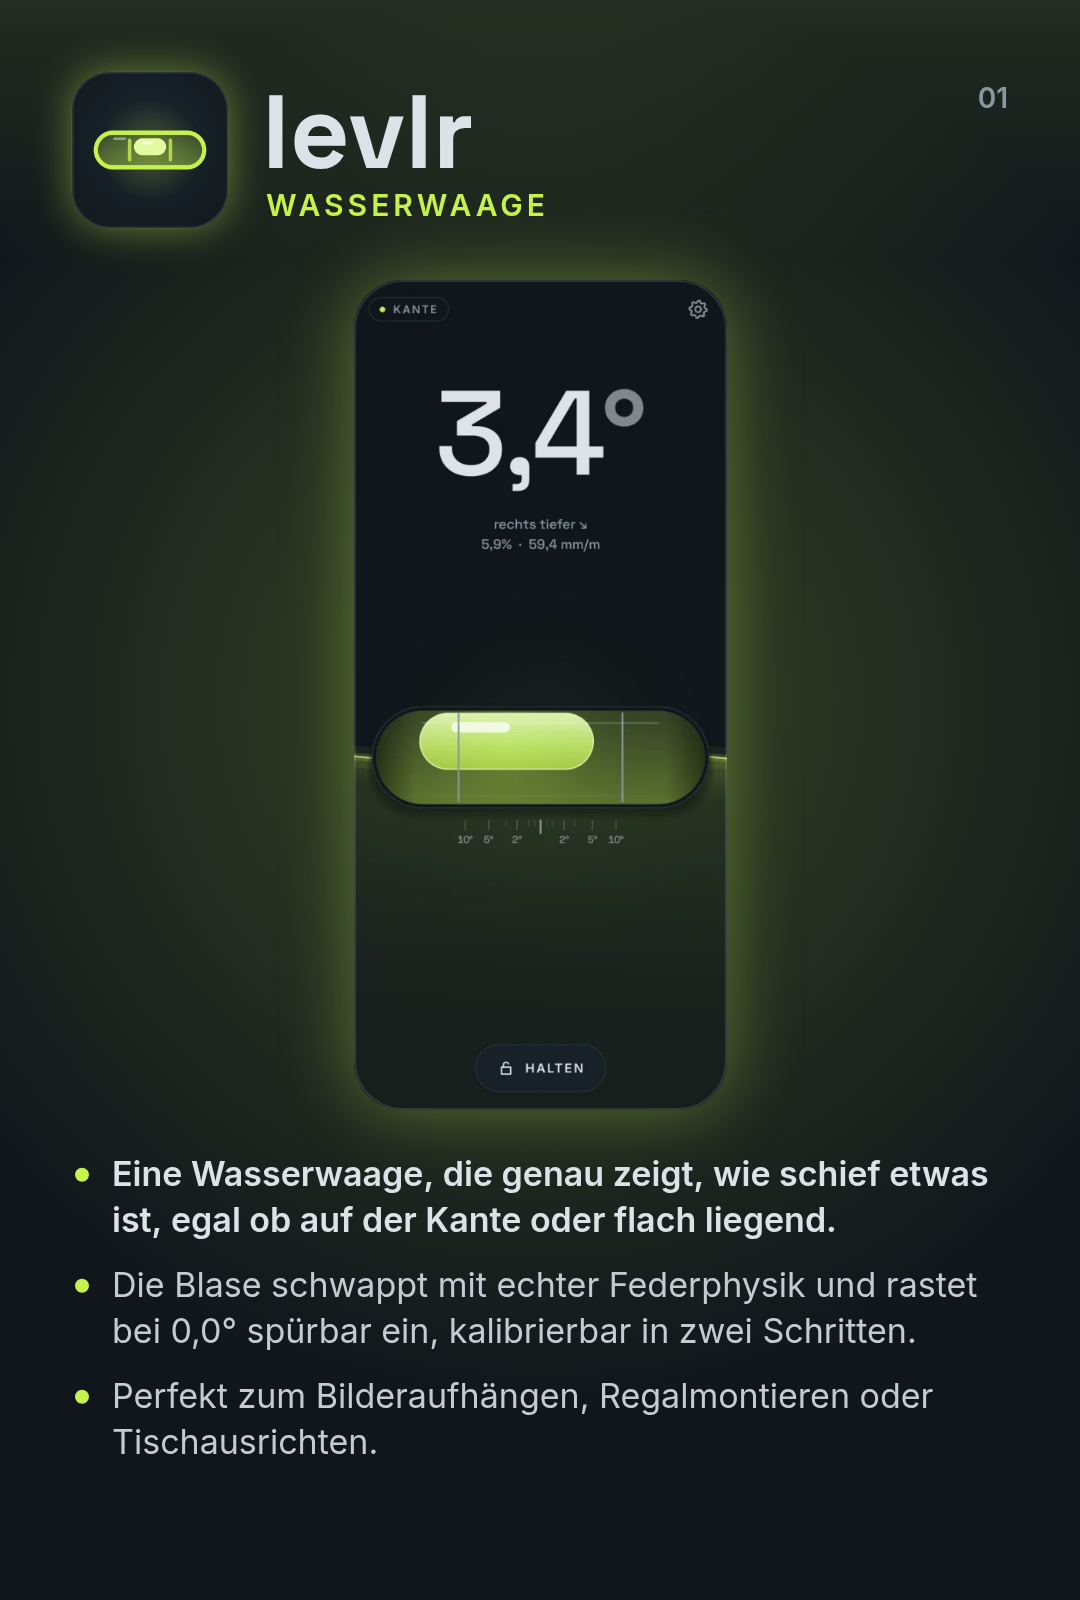 levlr
01
WASSERWAAGE
KANTE
3,4°
rechts tiefer ↘
5,9% · 59,4 mm/m
10° 5° 2° 2° 5° 10°
HALTEN
• Eine Wasserwaage, die genau zeigt, wie schief etwas
ist, egal ob auf der Kante oder flach liegend.
• Die Blase schwappt mit echter Federphysik und rastet
bei 0,0° spürbar ein, kalibrierbar in zwei Schritten.
• Perfekt zum Bilderaufhängen, Regalmontieren oder
Tischausrichten.